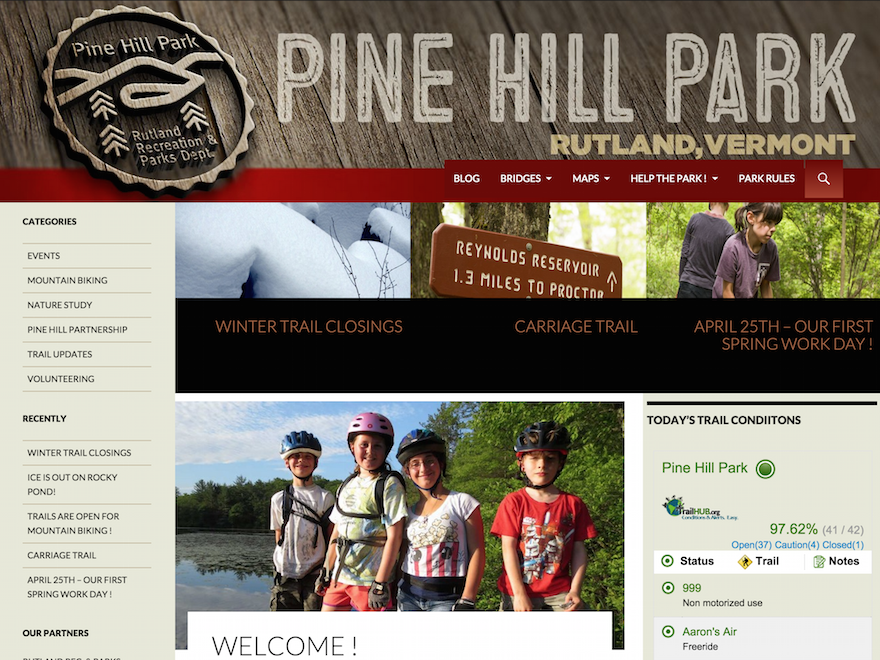 Pine Hill Park
Rutland
Recreation &
Parks Dept.
PINE HILL PARK
RUTLAND, VERMONT
BLOG
BRIDGES
MAPS
HELP THE PARK !
PARK RULES
CATEGORIES
EVENTS
MOUNTAIN BIKING
NATURE STUDY
PINE HILL PARTNERSHIP
TRAIL UPDATES
VOLUNTEERING
RECENTLY
WINTER TRAIL CLOSINGS
ICE IS OUT ON ROCKY
POND!
TRAILS ARE OPEN FOR
MOUNTAIN BIKING !
CARRIAGE TRAIL
APRIL 25TH – OUR FIRST
SPRING WORK DAY !
OUR PARTNERS
RUTLAND REC & PARKS
REYNOLDS RESERVOIR
1.3 MILES TO PROCTOR
WINTER TRAIL CLOSINGS
CARRIAGE TRAIL
APRIL 25TH – OUR FIRST
SPRING WORK DAY !
WELCOME !
TODAY'S TRAIL CONDIITONS
Pine Hill Park
TrailHUB.org
Conditions & Alerts. Easy.
97.62% (41 / 42)
Open(37) Caution(4) Closed(1)
Status Trail Notes
999
Non motorized use
Aaron's Air
Freeride